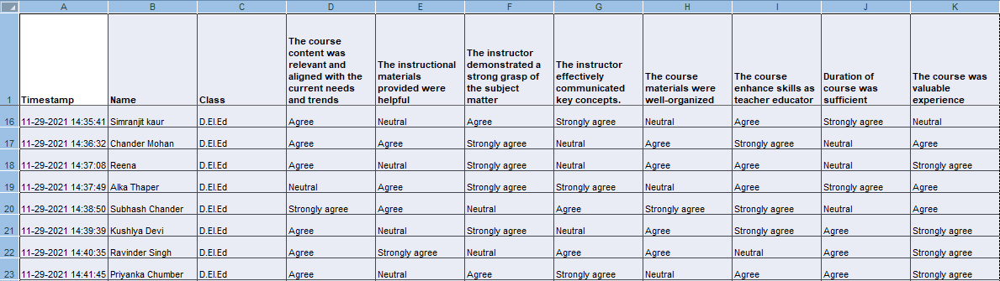 A B C D E F G H I J K
1 Timestamp Name Class The course content was relevant and aligned with the current needs and trends The instructional materials provided were helpful The instructor demonstrated a strong grasp of the subject matter The instructor effectively communicated key concepts. The course materials were well-organized The course enhance skills as teacher educator Duration of course was sufficient The course was valuable experience
16 11-29-2021 14:35:41 Simranjit kaur D.El.Ed Agree Neutral Agree Strongly agree Neutral Agree Strongly agree Neutral
17 11-29-2021 14:36:32 Chander Mohan D.El.Ed Agree Agree Strongly agree Neutral Agree Strongly agree Neutral Agree
18 11-29-2021 14:37:08 Reena D.El.Ed Agree Neutral Strongly agree Neutral Agree Agree Neutral Strongly agree
19 11-29-2021 14:37:49 Alka Thaper D.El.Ed Neutral Agree Strongly agree Strongly agree Neutral Agree Strongly agree Agree
20 11-29-2021 14:38:50 Subhash Chander D.El.Ed Strongly agree Agree Neutral Agree Strongly agree Strongly agree Neutral Agree
21 11-29-2021 14:39:39 Kushlya Devi D.El.Ed Agree Neutral Strongly agree Neutral Agree Strongly agree Agree Strongly agree
22 11-29-2021 14:40:35 Ravinder Singh D.El.Ed Agree Strongly agree Neutral Agree Agree Neutral Agree Strongly agree
23 11-29-2021 14:41:45 Priyanka Chumber D.El.Ed Agree Neutral Agree Strongly agree Neutral Agree Agree Strongly agree